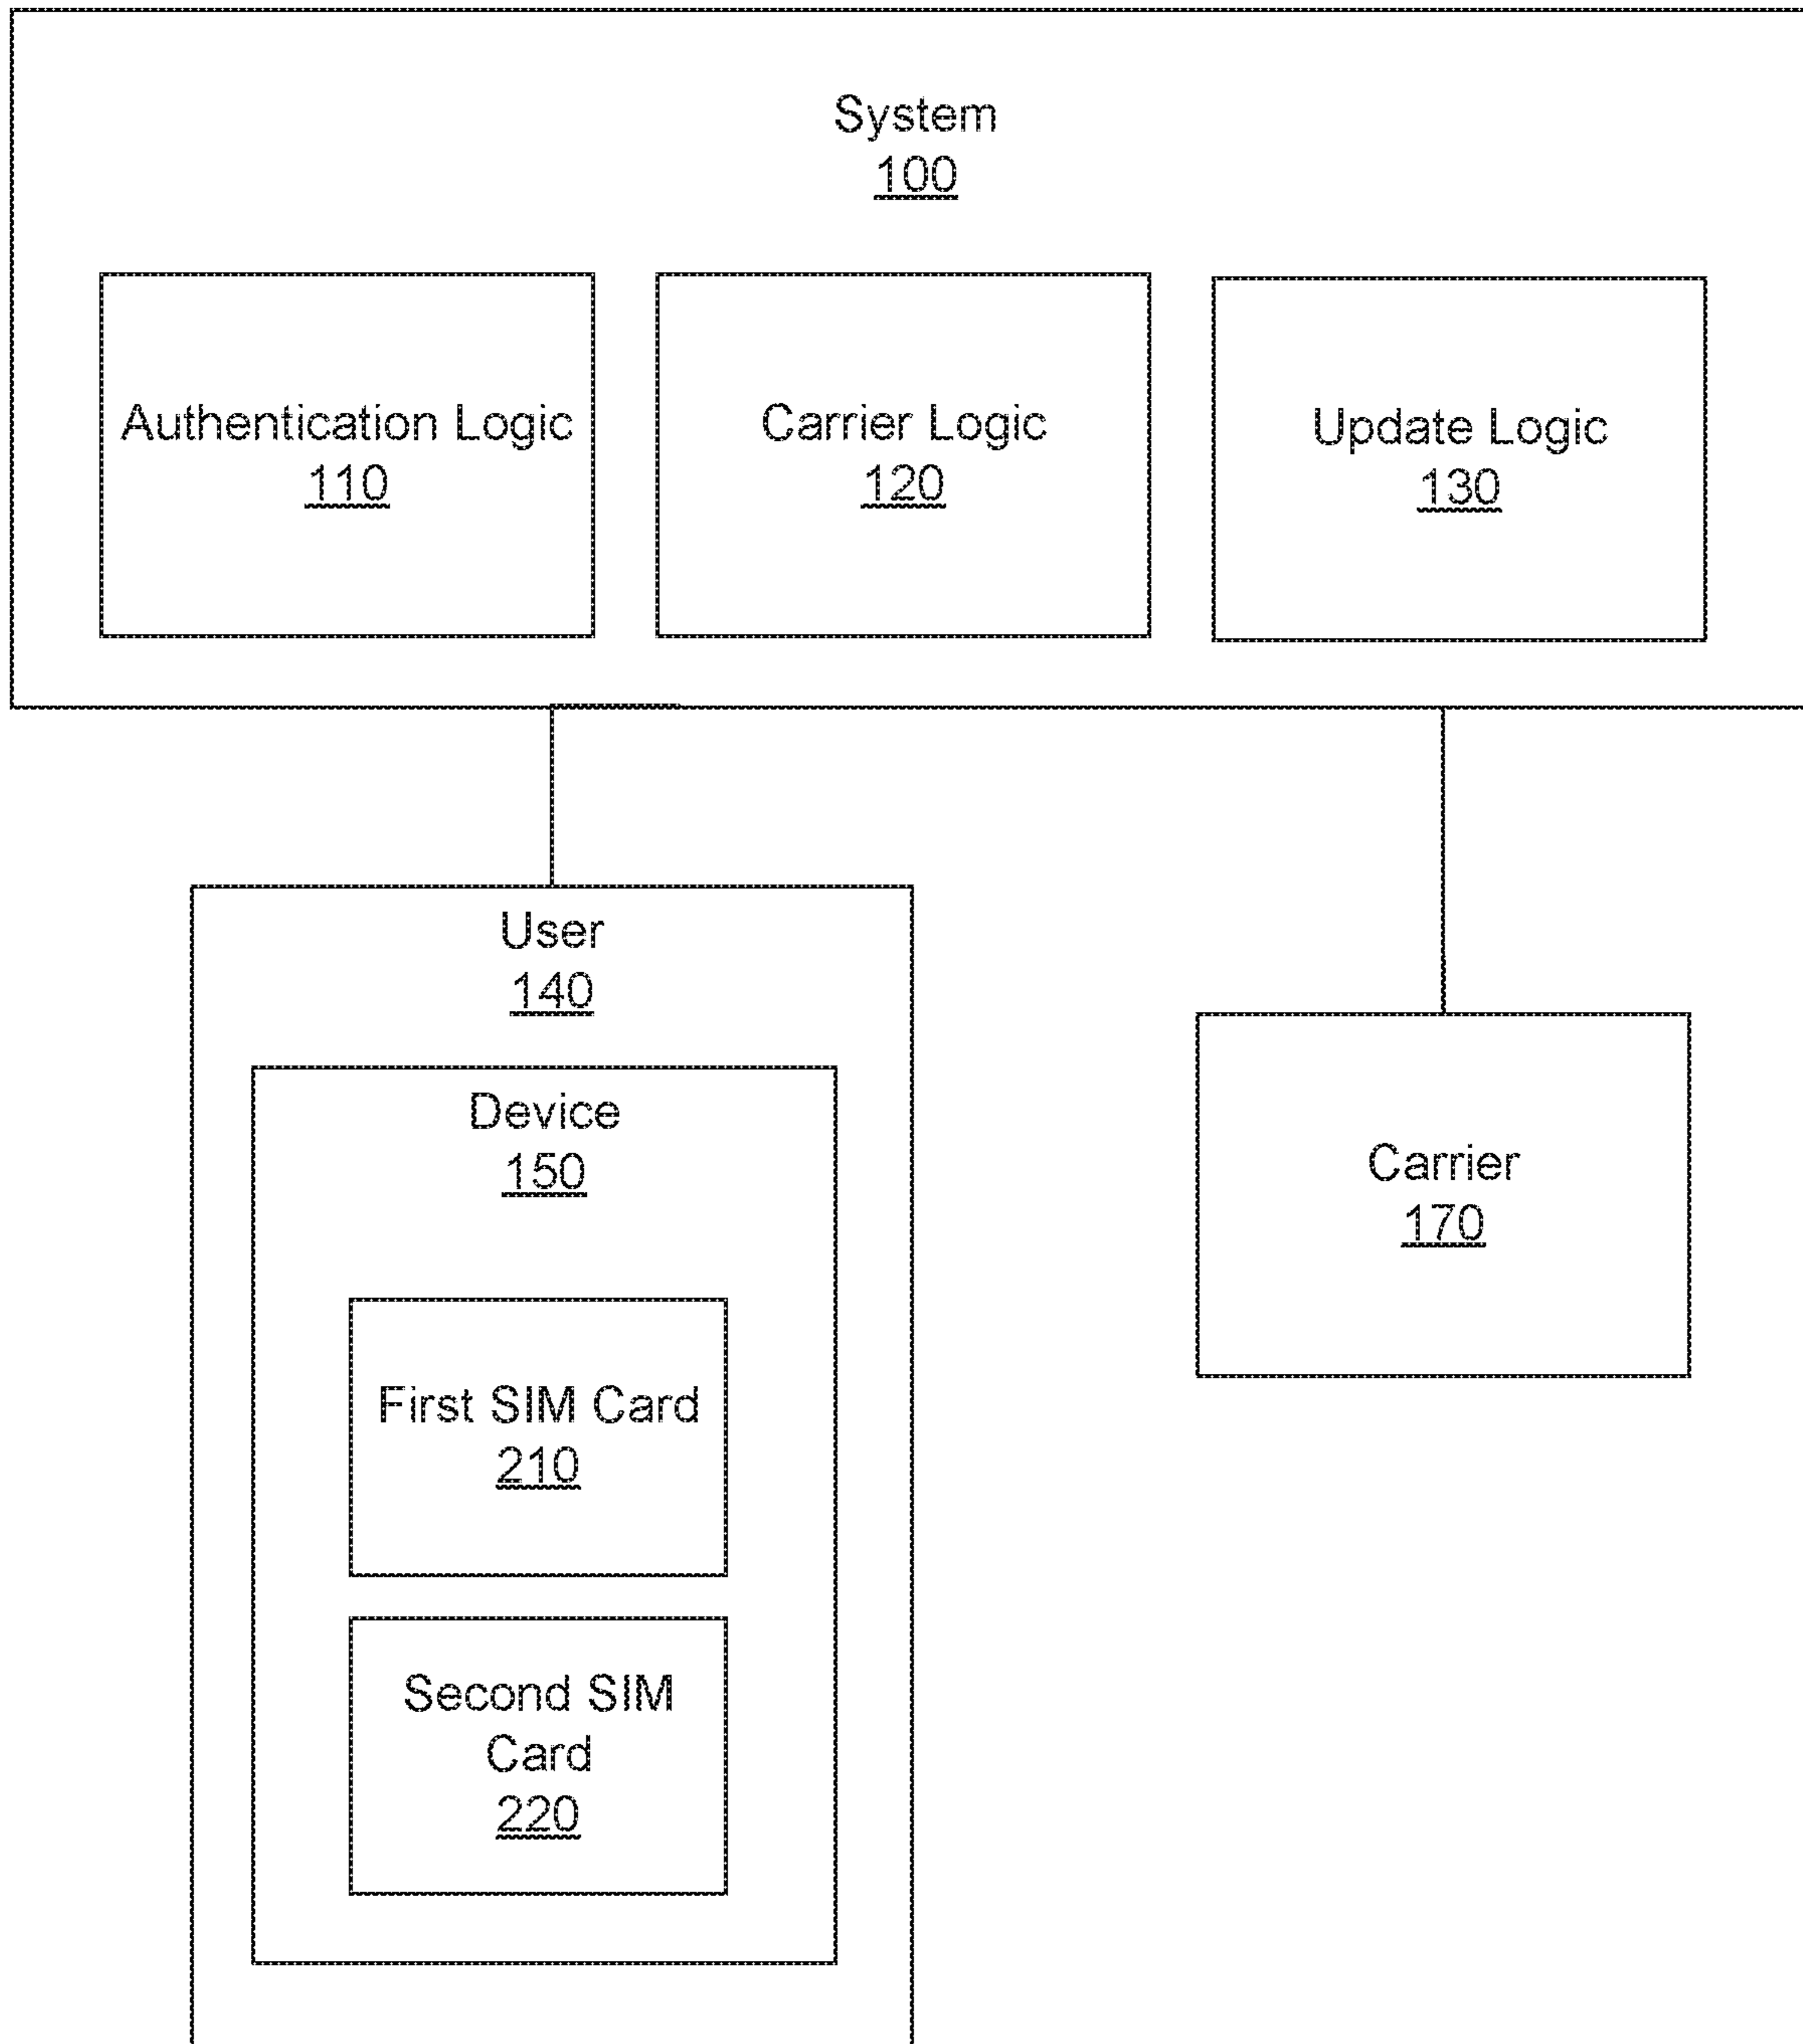 System
100
Authentication Logic
110
Carrier Logic
120
Update Logic
130
User
140
Device
150
First SIM Card
210
Second SIM
Card
220
Carrier
170